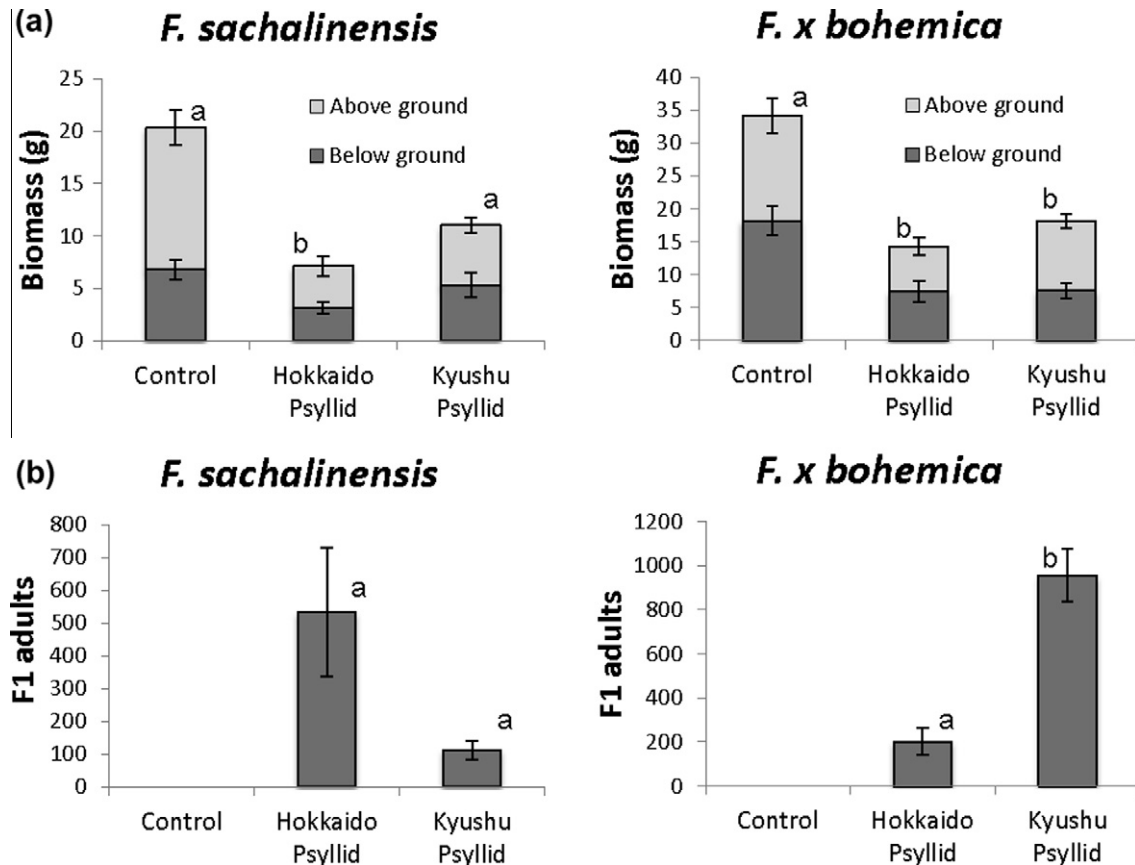 (a)
F. sachalinensis
F. x bohemica
Biomass (g)
25
20
15
10
5
0
Above ground
Below ground
a
b
a
Control
Hokkaido
Psyllid
Kyushu
Psyllid
Biomass (g)
40
35
30
25
20
15
10
5
0
Above ground
Below ground
a
b
b
Control
Hokkaido
Psyllid
Kyushu
Psyllid
(b)
F. sachalinensis
F. x bohemica
F1 adults
800
700
600
500
400
300
200
100
0
a
a
Control
Hokkaido
Psyllid
Kyushu
Psyllid
F1 adults
1200
1000
800
600
400
200
0
a
b
Control
Hokkaido
Psyllid
Kyushu
Psyllid